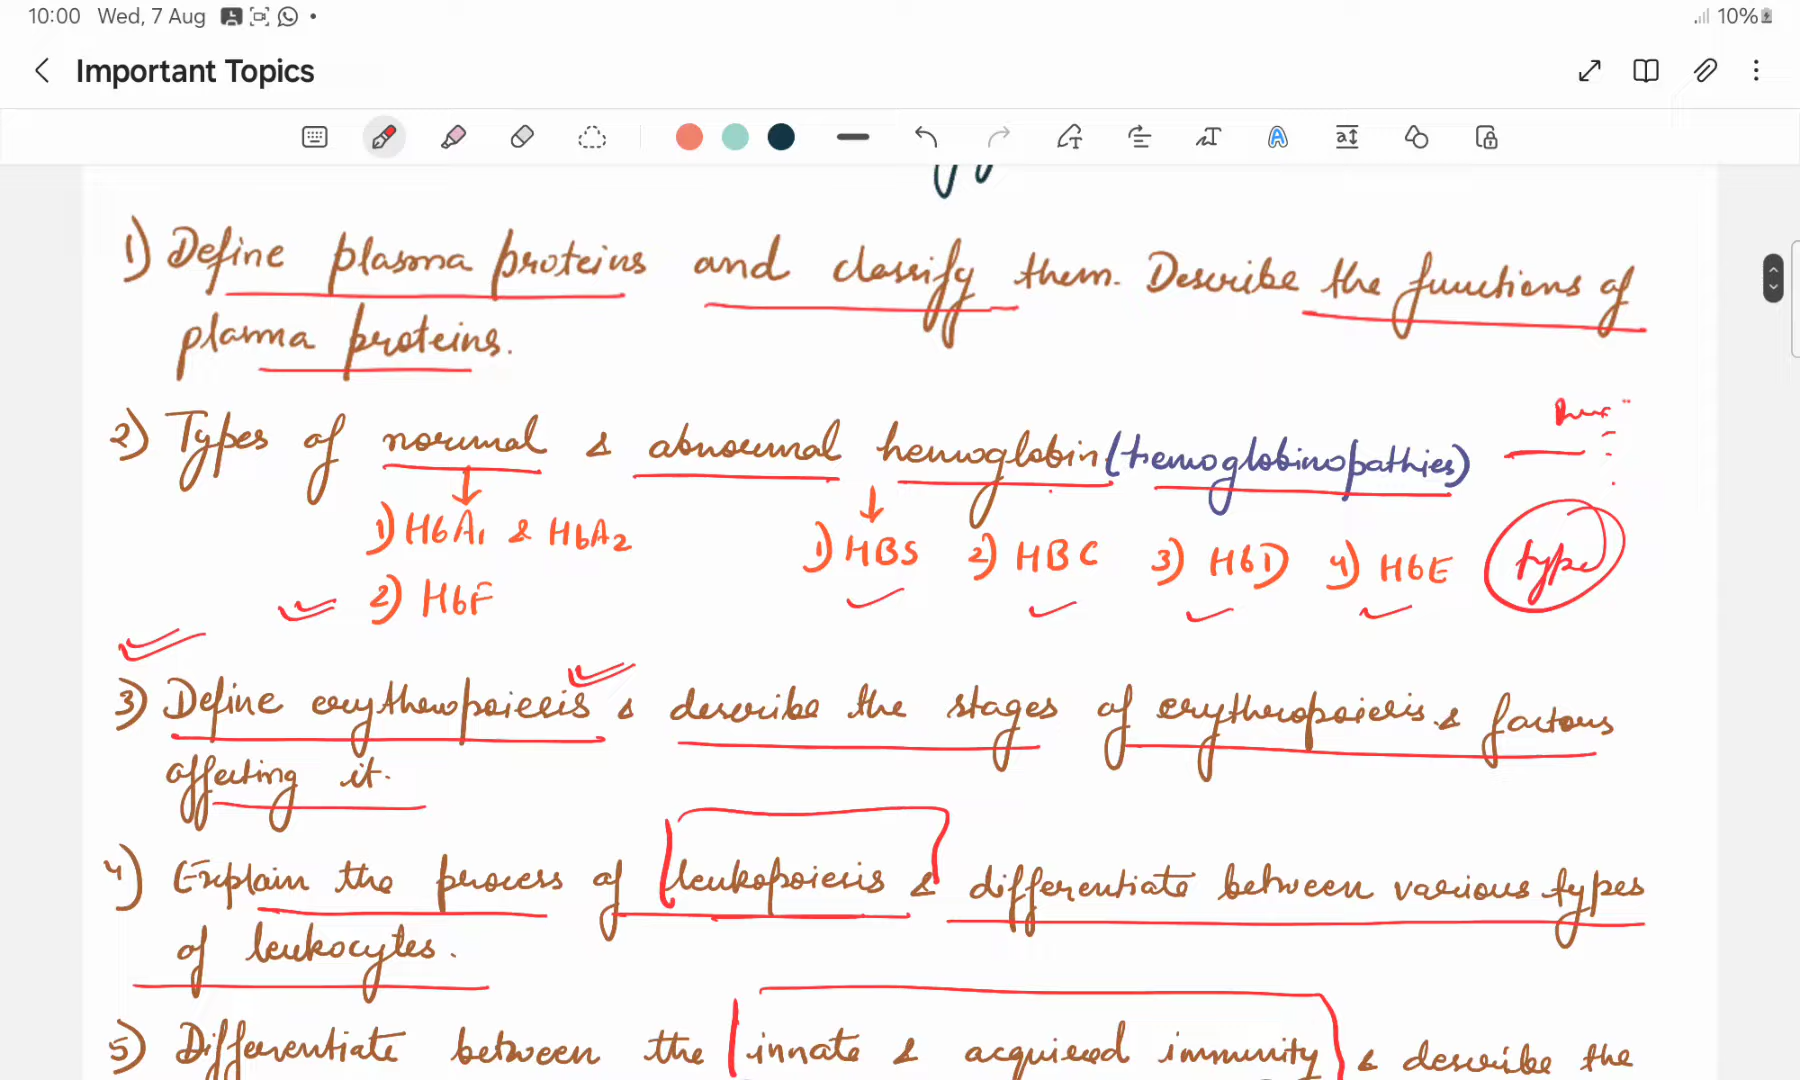 10:00 Wed, 7 Aug
10%
Important Topics
1) Define plasma proteins and classify them. Describe the functions of
plasma proteins.
2) Types of normal & abnormal hemoglobin (hemoglobinopathies)
1) HbA1 & HbA2
1) HBS 2) HBC 3) HbD 4) HbE type
2) HbF
3) Define erythropoiesis & describe the stages of erythropoiesis & factors
affecting it.
4) Explain the process of leukopoiesis & differentiate between various types
of leukocytes.
5) Differentiate between the innate & acquired immunity & describe the